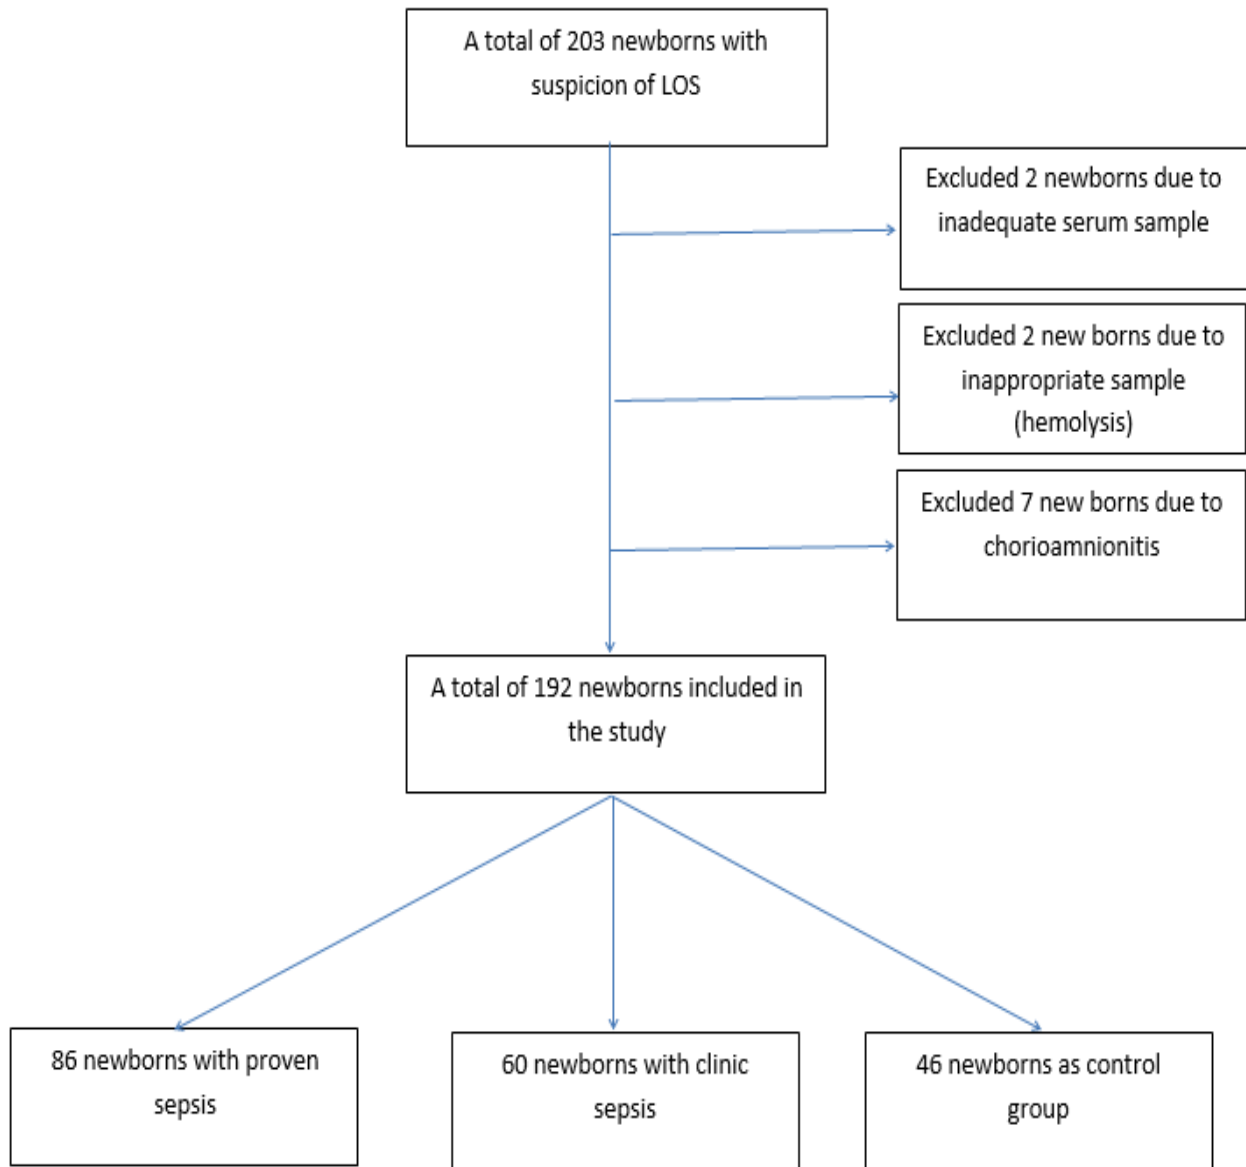 A total of 203 newborns with
suspicion of LOS
Excluded 2 newborns due to
inadequate serum sample
Excluded 2 new borns due to
inappropriate sample
(hemolysis)
Excluded 7 new borns due to
chorioamnionitis
A total of 192 newborns included in
the study
86 newborns with proven
sepsis
60 newborns with clinic
sepsis
46 newborns as control
group